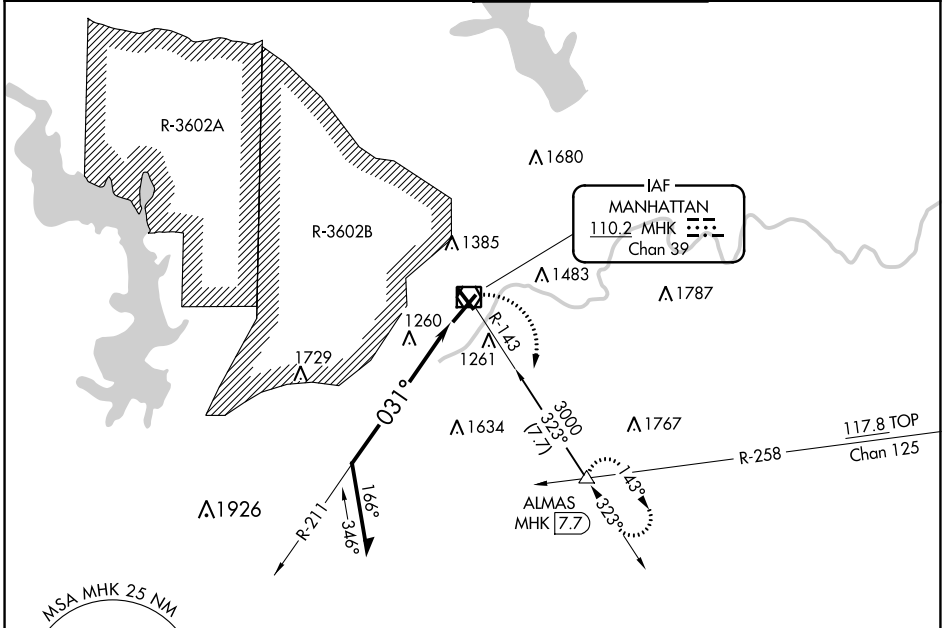 R-3602A
R-3602B
1680
IAF
MANHATTAN
110.2 MHK
Chan 39
1385
1483
1787
1260
R-143
1261
1729
031°
3000
323°
(7.7)
1634
1767
117.8 TOP
Chan 125
R-258
143°
ALMAS
MHK 7.7
323°
1926
166°
346°
R-211
MSA MHK 25 NM